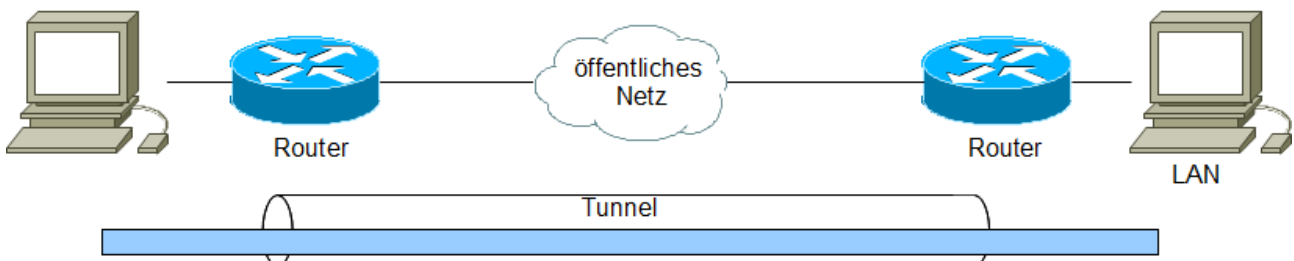 öffentliches
Netz
Router
Router
LAN
Tunnel